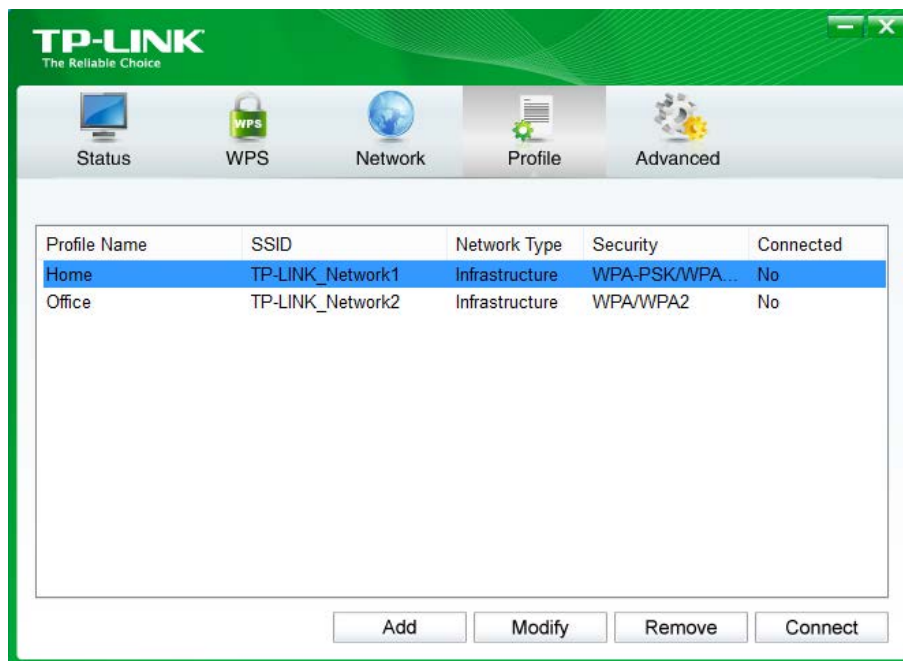 TP-LINK
The Reliable Choice
WPS
Status WPS Network Profile Advanced
Profile Name SSID Network Type Security Connected
Home TP-LINK_Network1 Infrastructure WPA-PSK/WPA... No
Office TP-LINK_Network2 Infrastructure WPA/WPA2 No
Add Modify Remove Connect